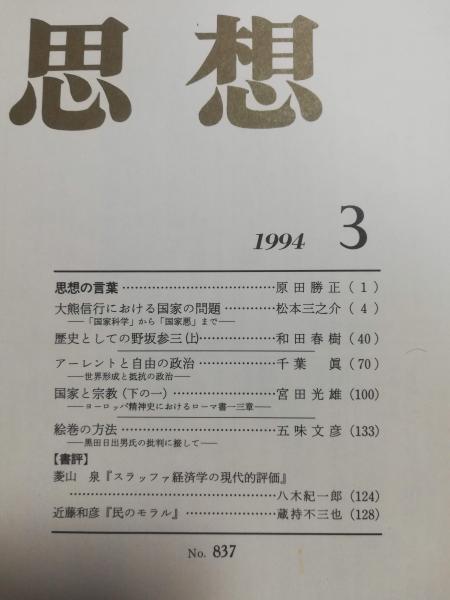 思想
1994 3
思想の言葉……………………………原田勝正（1）
大熊信行における国家の問題…………松本三之介（4）
――「国家科学」から「国家悪」まで――
歴史としての野坂参三（上）……………和田春樹（40）
アーレントと自由の政治………………千葉 眞（70）
――世界形成と抵抗の政治――
国家と宗教（下の一）…………………宮田光雄（100）
――ヨーロッパ精神史におけるローマ書一三章――
絵巻の方法……………………………五味文彦（133）
――黒田日出男氏の批判に接して――
【書評】
菱山 泉『スラッファ経済学の現代的評価』
……………………………………八木紀一郎（124）
近藤和彦『民のモラル』………………蔵持不三也（128）
No. 837